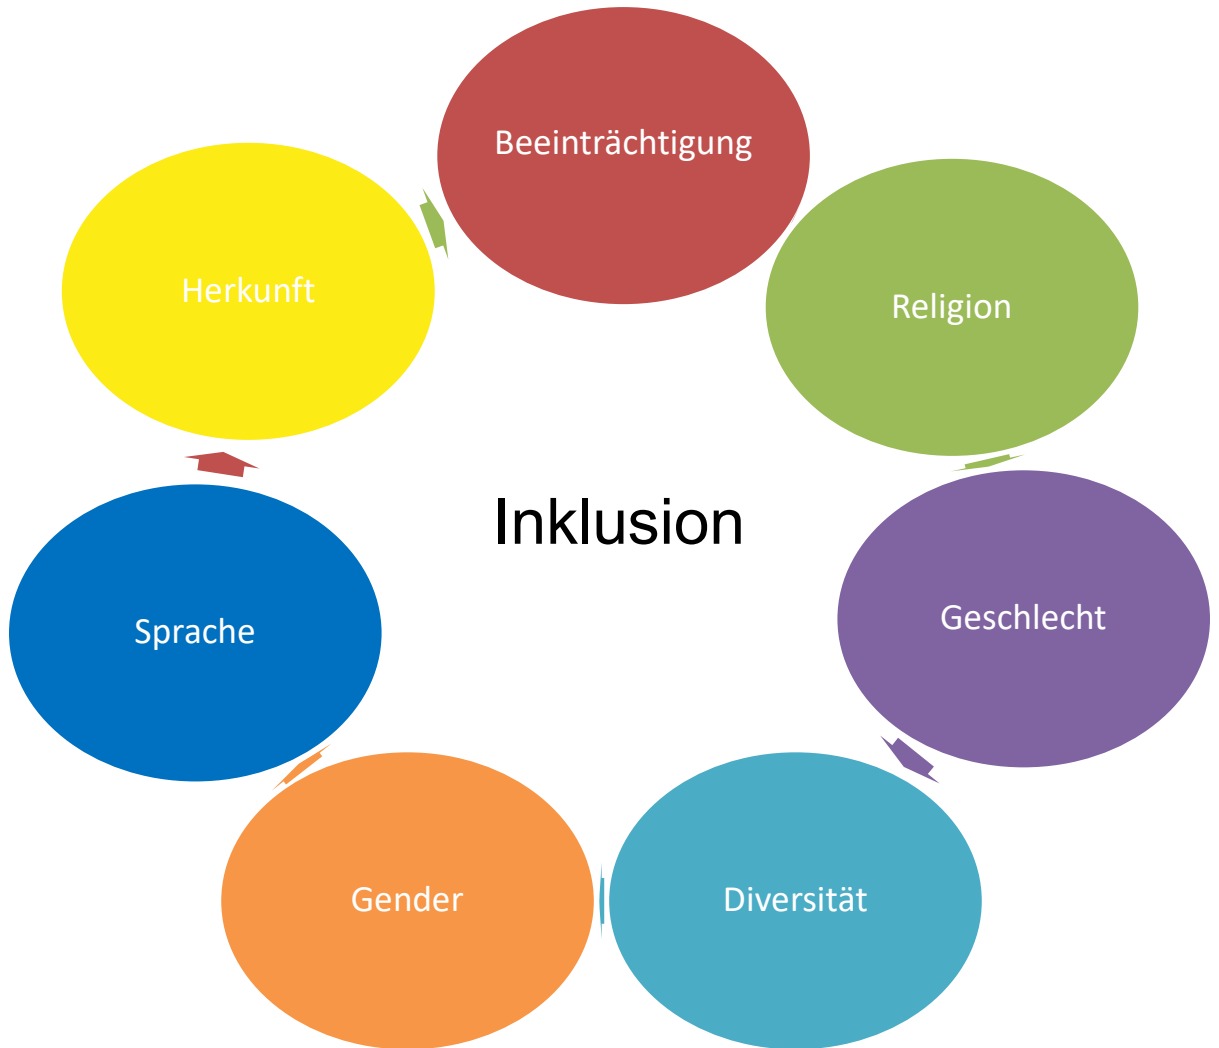 Beeinträchtigung
Herkunft
Religion
Inklusion
Sprache
Geschlecht
Gender
Diversität